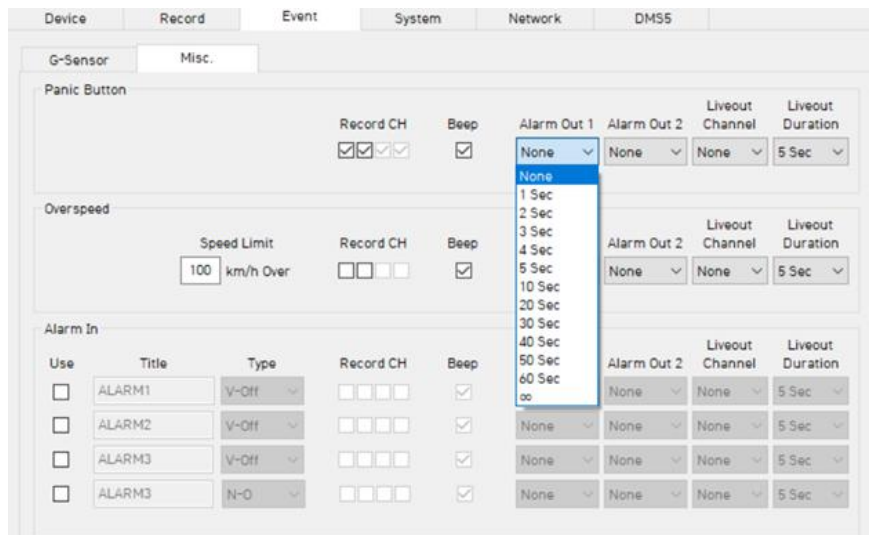 Device Record Event System Network DMS5
G-Sensor Misc.
Panic Button
Record CH Beep Alarm Out 1 Alarm Out 2 Liveout Channel Liveout Duration
None None None 5 Sec
None
1 Sec
2 Sec
3 Sec
4 Sec
5 Sec
10 Sec
20 Sec
30 Sec
40 Sec
50 Sec
60 Sec
∞
Overspeed
Speed Limit Record CH Beep Alarm Out 2 Liveout Channel Liveout Duration
100 km/h Over None None 5 Sec
Alarm In
Use Title Type Record CH Beep Alarm Out 2 Liveout Channel Liveout Duration
ALARM1 V-Off None None 5 Sec
ALARM2 V-Off None None None 5 Sec
ALARM3 V-Off None None None 5 Sec
ALARM3 N-O None None None 5 Sec